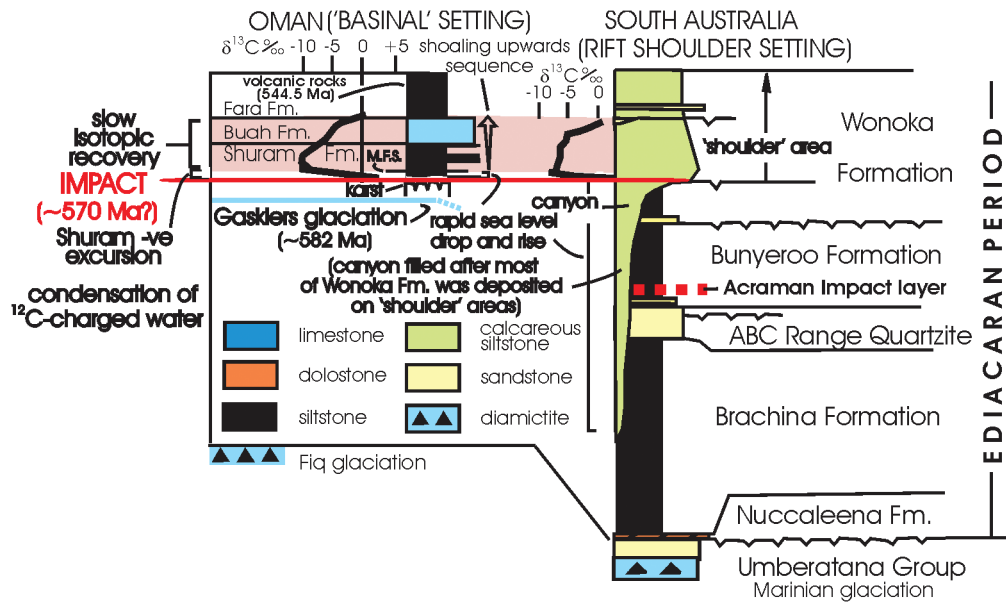 OMAN ('BASINAL' SETTING)
SOUTH AUSTRALIA
(RIFT SHOULDER SETTING)
δ¹³C‰ -10 -5 0 +5
shoaling upwards
sequence
δ¹³C‰
-10 -5 0
volcanic rocks
(544.5 Ma)
Fara Fm.
Buah Fm.
Shuram Fm.
M.F.S.
slow
isotopic
recovery
IMPACT
(~570 Ma?)
Shuram -ve
excursion
condensation of
¹²C-charged water
karst
Gaskiers glaciation
(~582 Ma)
rapid sea level
drop and rise
(canyon filled after most
of Wonoka Fm. was deposited
on 'shoulder' areas)
canyon
'shoulder' area
Wonoka
Formation
Bunyeroo Formation
Acraman Impact layer
ABC Range Quartzite
Brachina Formation
Nuccaleena Fm.
Umberatana Group
Marinian glaciation
EDIACARAN PERIOD
limestone
dolostone
siltstone
calcareous
siltstone
sandstone
diamictite
Fiq glaciation